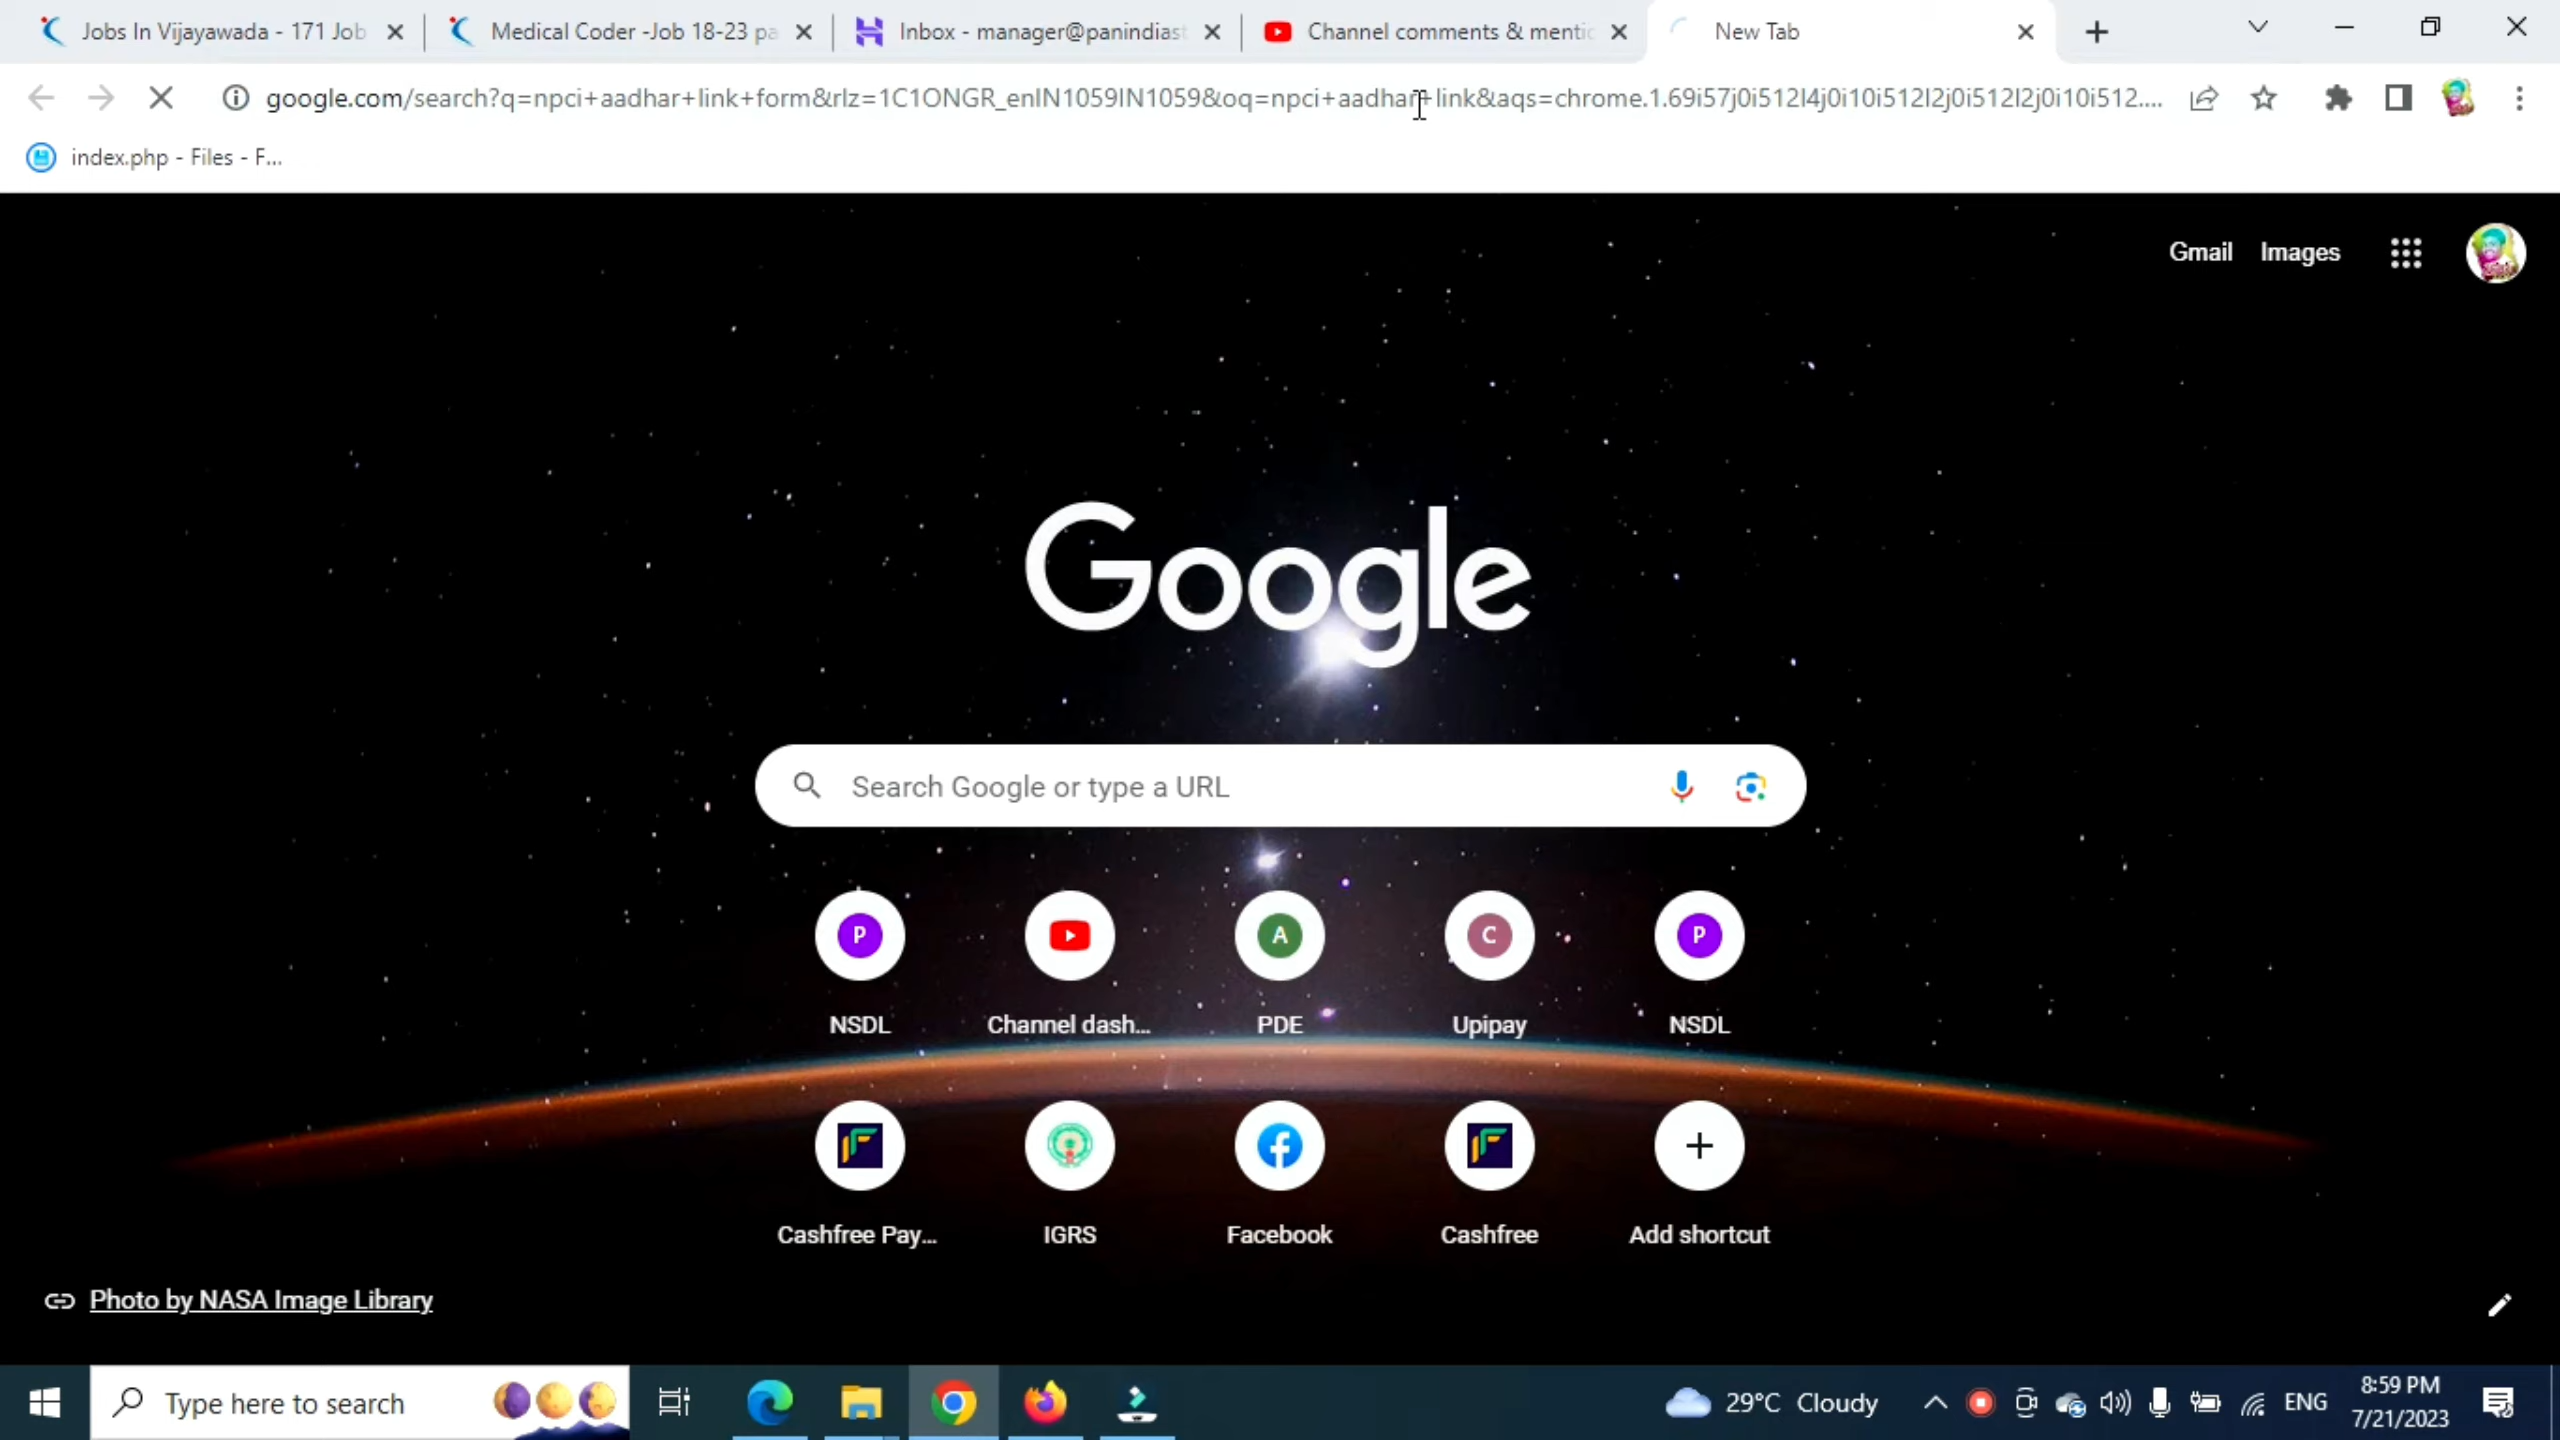 Jobs In Vijayawada - 171 Job
Medical Coder -Job 18-23 pa
Inbox - manager@panindiast
Channel comments & mentio
New Tab
google.com/search?q=npci+aadhar+link+form&rlz=1C1ONGR_enIN1059IN1059&oq=npci+aadhar+link&aqs=chrome.1.69i57j0i512l4j0i10i512l2j0i512l2j0i10i512....
index.php - Files - F...
Gmail
Images
Google
Search Google or type a URL
P
A
C
P
NSDL
Channel dash...
PDE
Upipay
NSDL
Cashfree Pay...
IGRS
Facebook
Cashfree
Add shortcut
Photo by NASA Image Library
Type here to search
29°C Cloudy
ENG
8:59 PM
7/21/2023